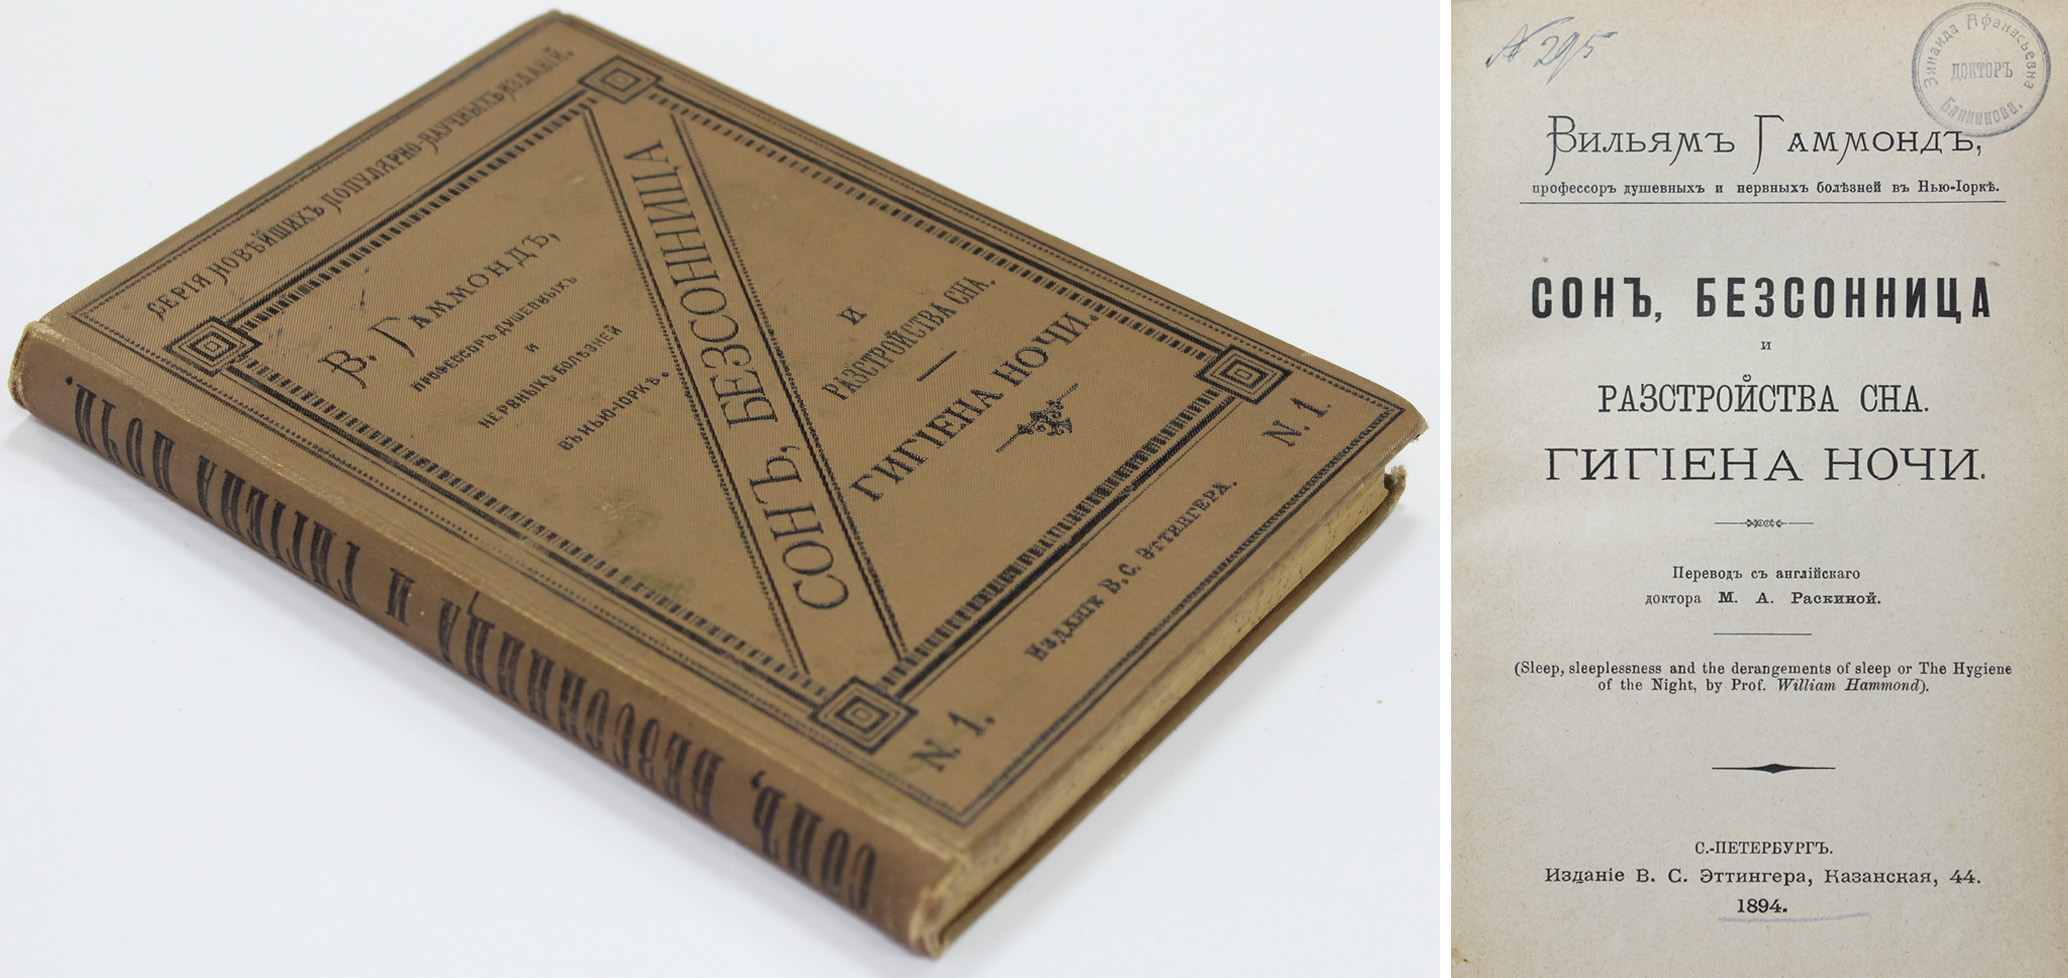 СЕРІЯ НОВѢЙШИХЪ ПОПУЛЯРНО-НАУЧНЫХЪ ИЗДАНІЙ.
В. ГАММОНДЪ,
ПРОФЕССОРЪ ДУШЕВНЫХЪ
И
НЕРВНЫХЪ БОЛѢЗНЕЙ
ВЪ НЬЮ-ІОРКѢ.
СОНЪ, БЕЗСОННИЦА
И
РАЗСТРОЙСТВА СНА.
ГИГІЕНА НОЧИ.
N. 1.
ИЗДАНІЕ В. С. ЭТТИНГЕРА.
N. 1.
СОНЪ, БЕЗСОННИЦА И ГИГІЕНА НОЧИ.
N 295
Зинаида Афанасьевна
ДОКТОРЪ
Вильямъ Гаммондъ,
профессоръ душевныхъ и нервныхъ болѣзней въ Нью-Іоркѣ.
СОНЪ, БЕЗСОННИЦА
и
РАЗСТРОЙСТВА СНА.
ГИГІЕНА НОЧИ.
Переводъ съ англійскаго
доктора М. А. Раскиной.
(Sleep, sleeplessness and the derangements of sleep or The Hygiene
of the Night, by Prof. William Hammond).
С.-ПЕТЕРБУРГЪ.
Изданіе В. С. Эттингера, Казанская, 44.
1894.